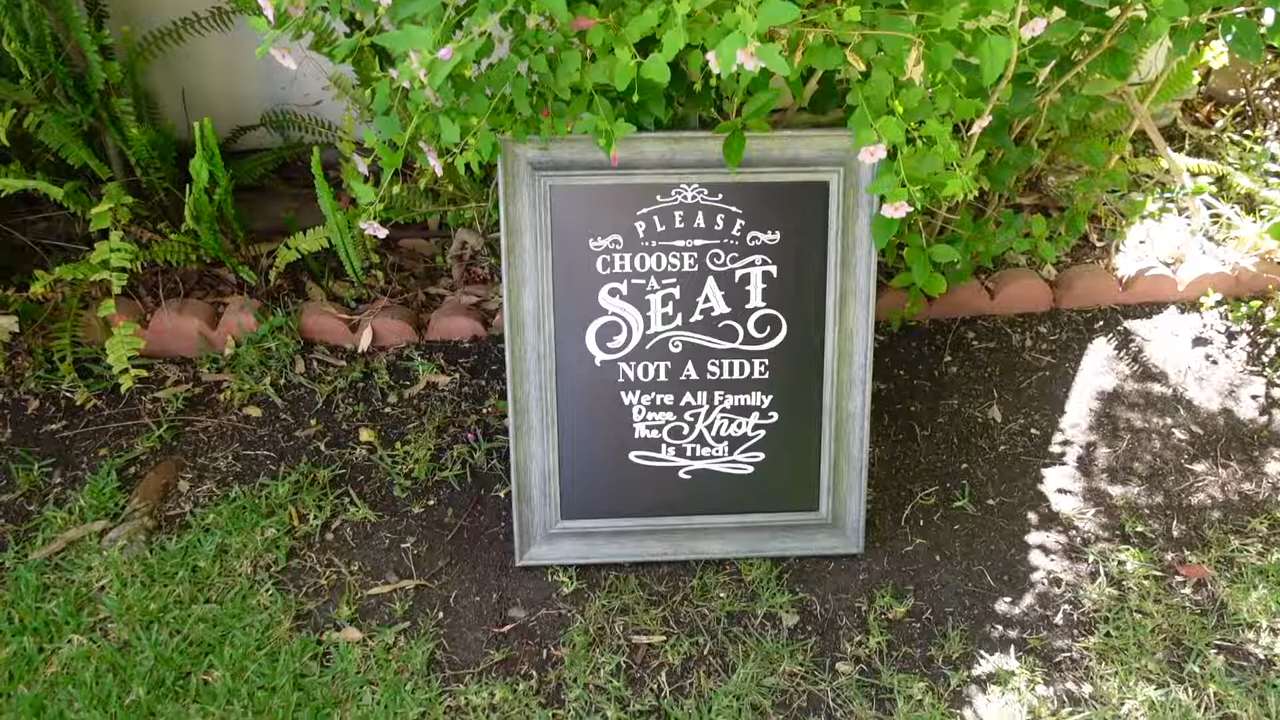 PLEASE
CHOOSE
-A-
SEAT
NOT A SIDE
We're All Family
Once
The Knot
Is Tied!